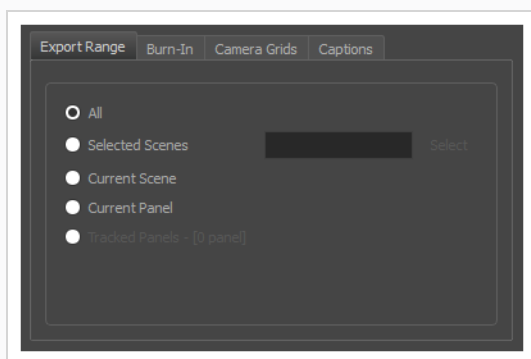 Export Range Burn-In Camera Grids Captions
All
Selected Scenes Select
Current Scene
Current Panel
Tracked Panels - [0 panel]